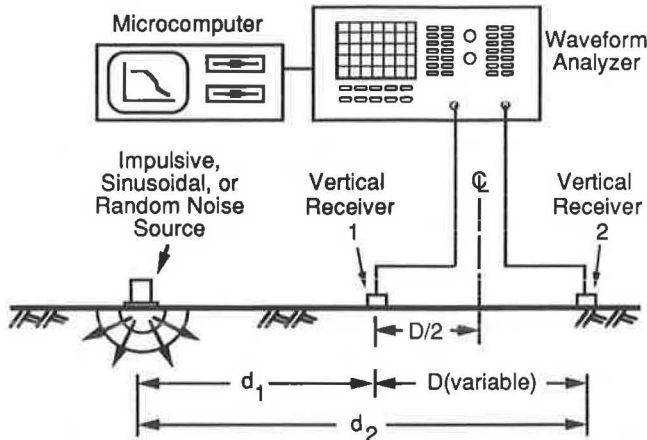 Microcomputer
Waveform
Analyzer
Impulsive,
Sinusoidal, or
Random Noise
Source
Vertical
Receiver
1
℄
Vertical
Receiver
2
D/2
d₁
D(variable)
d₂